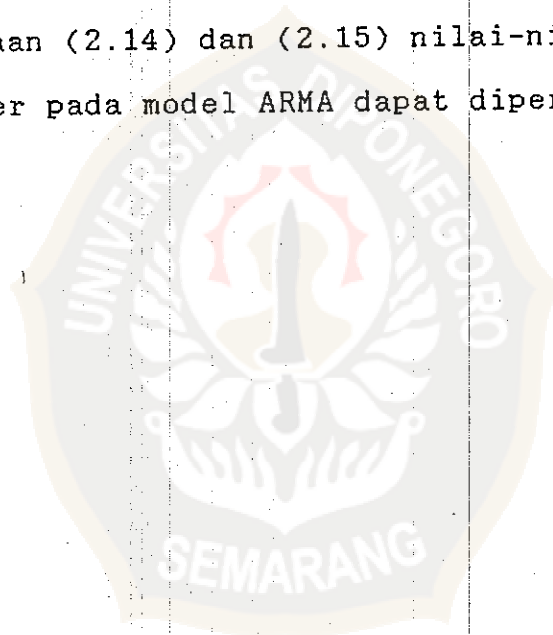 aan (2.14) dan (2.15) nilai-ni
er pada model ARMA dapat diper
UNIVERSITAS DIPONEGORO
SEMARANG